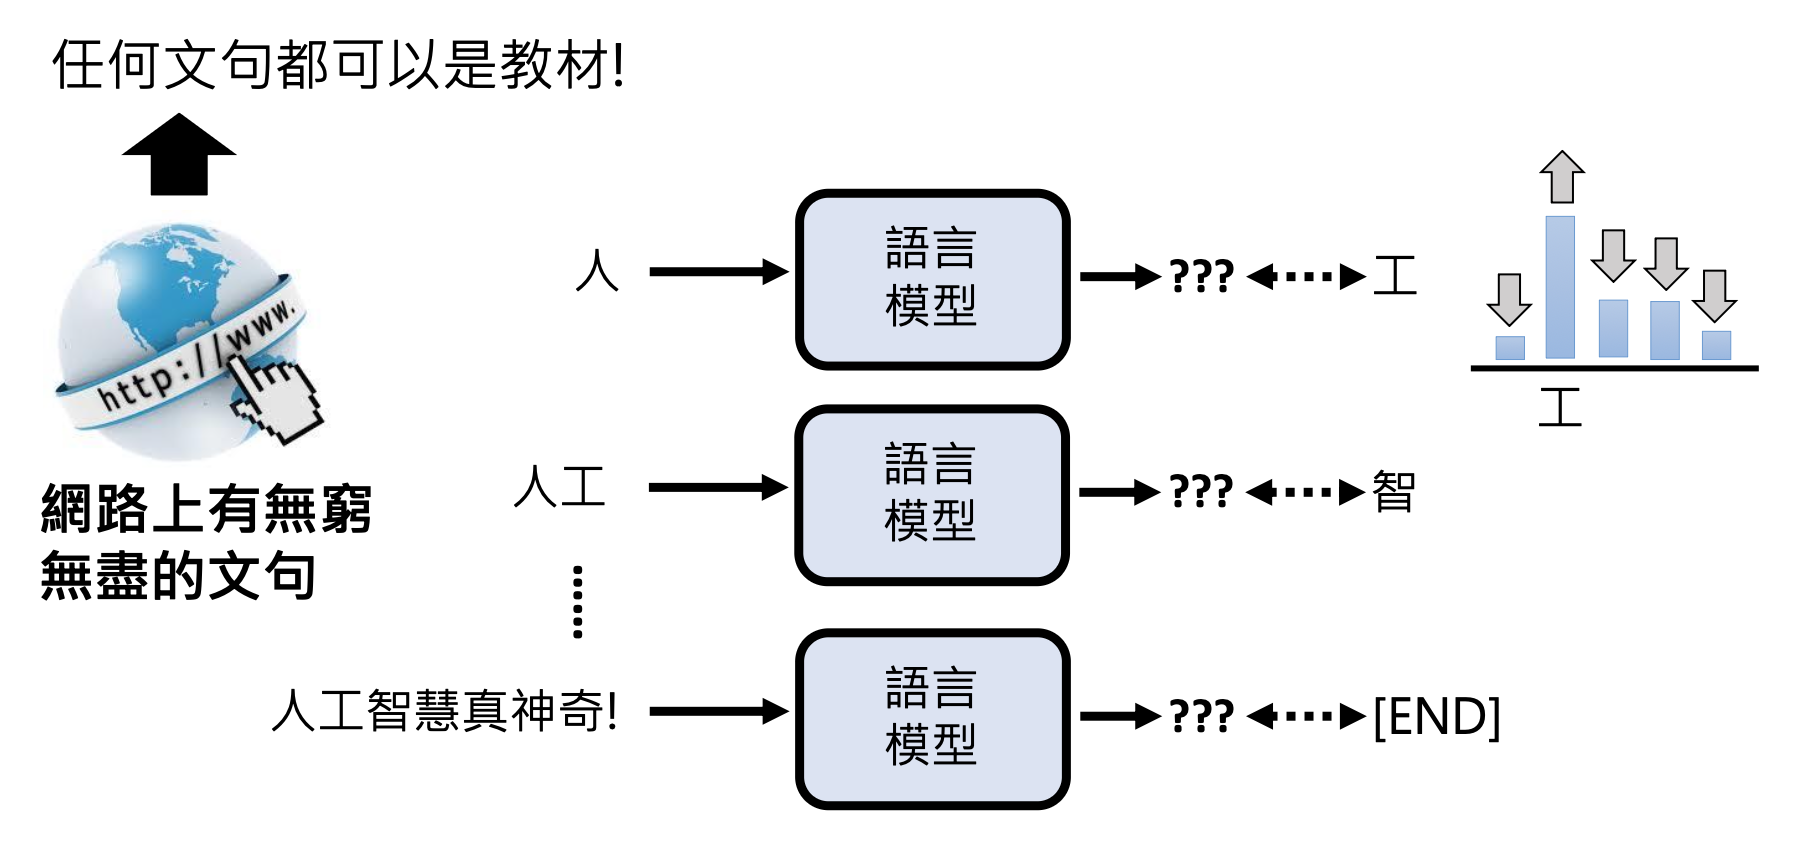 任何文句都可以是教材!
http://www.
網路上有無窮
無盡的文句
人
語言
模型
???
工
工
人工
語言
模型
???
智
人工智慧真神奇!
語言
模型
???
[END]